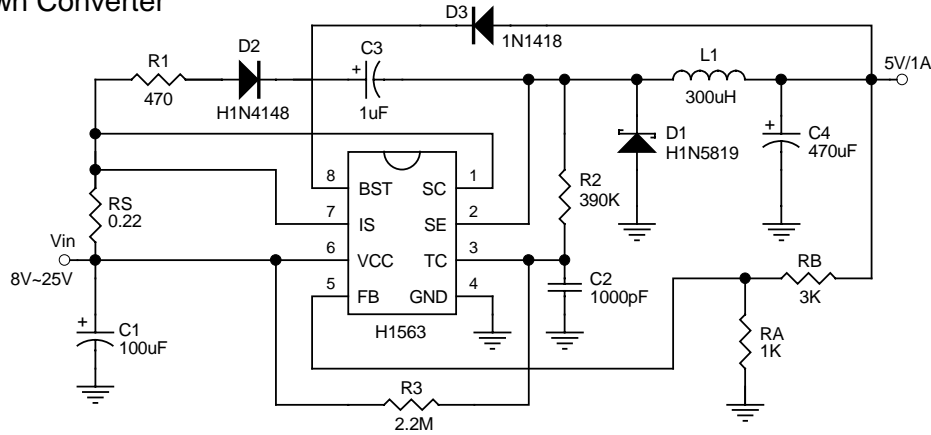 wn Converter
D3
1N1418
R1
470
D2
H1N4148
C3
+
1uF
L1
300uH
5V/1A
D1
H1N5819
+
C4
470uF
R2
390K
8
BST
SC
1
7
IS
SE
2
6
VCC
TC
3
5
FB
GND
4
H1563
RS
0.22
Vin
8V~25V
+
C1
100uF
C2
1000pF
RB
3K
RA
1K
R3
2.2M